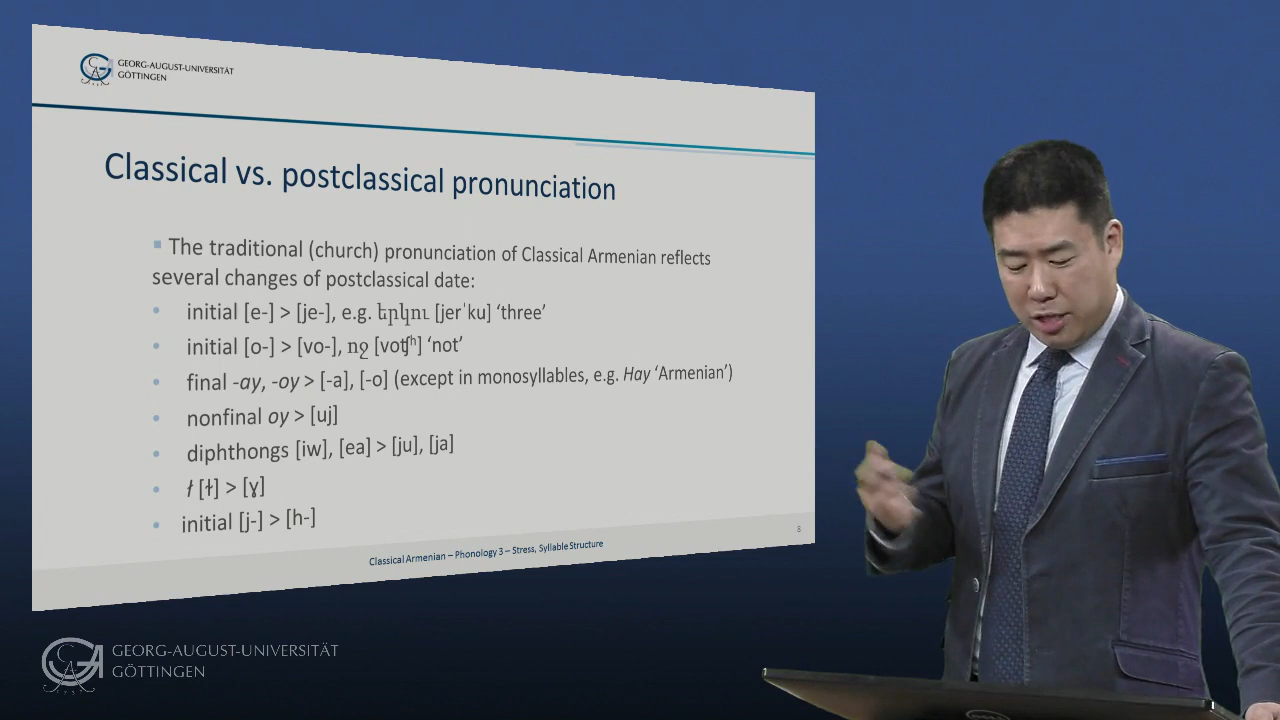 GEORG-AUGUST-UNIVERSITÄT
GÖTTINGEN
Classical vs. postclassical pronunciation
The traditional (church) pronunciation of Classical Armenian reflects
several changes of postclassical date:
initial [e-] > [je-], e.g. երկու [jerˈku] ‘three’
initial [o-] > [vo-], ոչ [vot͡ʃʰ] ‘not’
final -ay, -oy > [-a], [-o] (except in monosyllables, e.g. Hay ‘Armenian’)
nonfinal oy > [uj]
diphthongs [iw], [ea] > [ju], [ja]
ł [ɫ] > [ɣ]
initial [j-] > [h-]
8
Classical Armenian – Phonology 3 – Stress, Syllable Structure
GEORG-AUGUST-UNIVERSITÄT
GÖTTINGEN